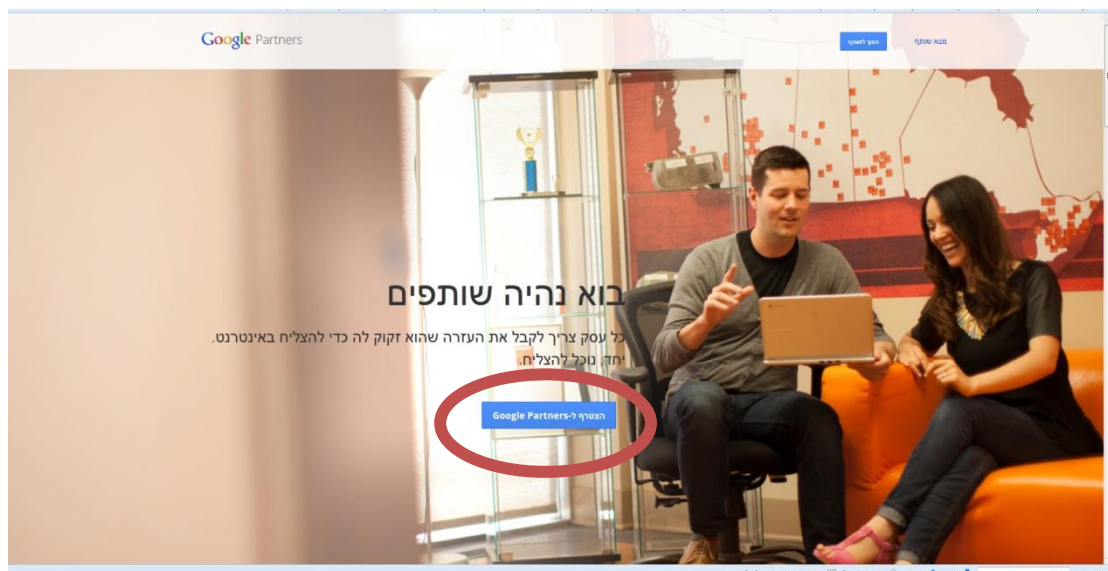 Google Partners
מצא שותף
הפוך לשותף
בוא נהיה שותפים
כל עסק צריך לקבל את העזרה שהוא זקוק לה כדי להצליח באינטרנט.
יחד, נוכל להצליח.
הצטרף ל-Google Partners